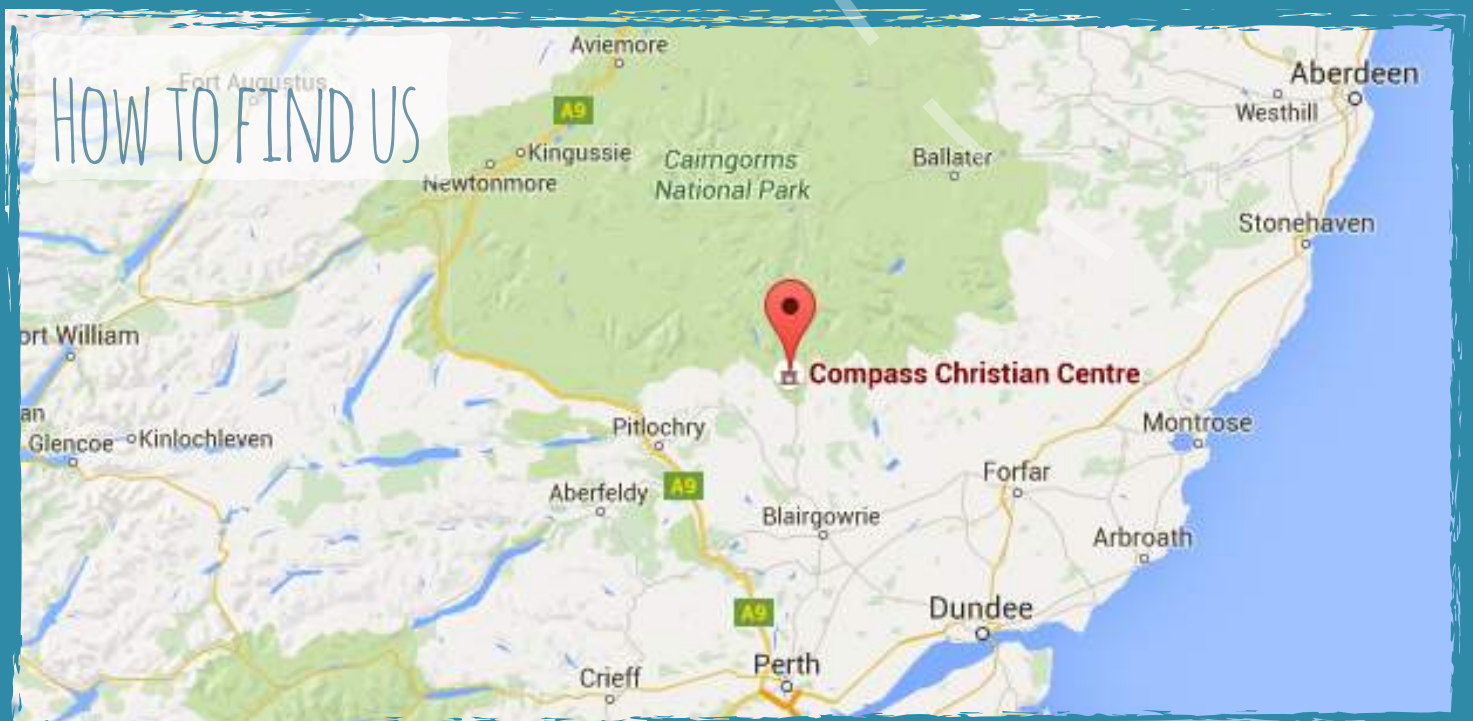 HOW TO FIND US
Fort Augustus
Aviemore
A9
Kingussie
Newtonmore
Cairngorms
National Park
Ballater
Aberdeen
Westhill
Stonehaven
ort William
Compass Christian Centre
an
Glencoe
Kinlochleven
Pitlochry
Montrose
Aberfeldy
A9
Forfar
Blairgowrie
Arbroath
A9
Dundee
Crieff
Perth